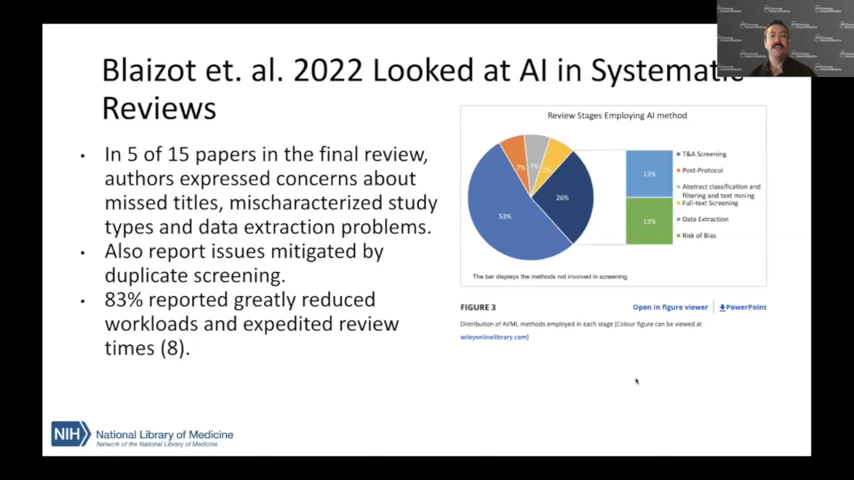 Blaizot et. al. 2022 Looked at AI in Systematic
Reviews
• In 5 of 15 papers in the final review,
authors expressed concerns about
missed titles, mischaracterized study
types and data extraction problems.
• Also report issues mitigated by
duplicate screening.
• 83% reported greatly reduced
workloads and expedited review
times (8).
Review Stages Employing AI method
7%
7%
7%
53%
26%
13%
13%
T&A Screening
Post-Protocol
Abstract classification and
filtering and text mining
Full-text Screening
Data Extraction
Risk of Bias
The bar displays the methods not involved in screening.
FIGURE 3
Open in figure viewer
PowerPoint
Distribution of AI/ML methods employed in each stage [Colour figure can be viewed at
wileyonlinelibrary.com]
NIH National Library of Medicine
Network of the National Library of Medicine